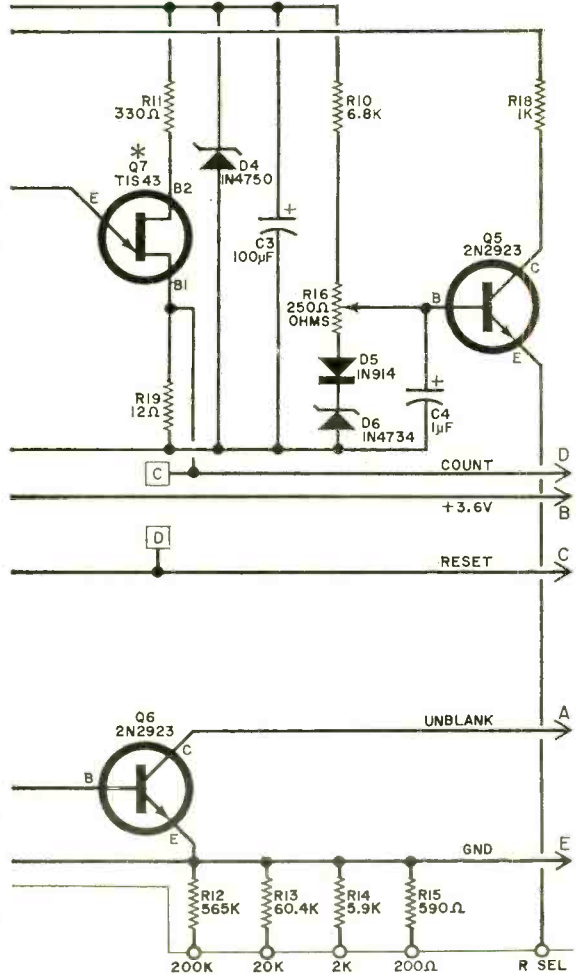 R11
330Ω
R10
6.8K
R18
1K
*
Q7
TIS43
B2
E
B1
D4
1N4750
+
C3
100µF
Q5
2N2923
C
B
E
R16
250Ω
OHMS
D5
1N914
+
C4
1µF
D6
1N4734
R19
12Ω
C
COUNT
D
+3.6V
B
D
RESET
C
Q6
2N2923
UNBLANK
A
C
B
E
GND
E
R12
565K
R13
60.4K
R14
5.9K
R15
590Ω
200K
20K
2K
200Ω
R SEL